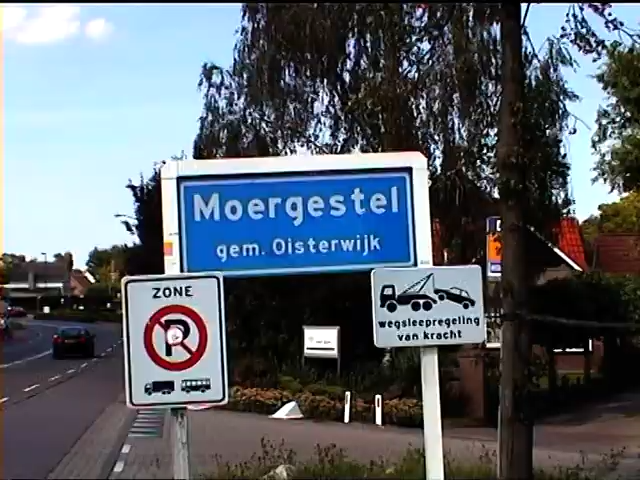 Moergestel
gem. Oisterwijk
ZONE
P
wegsleepregeling
van kracht